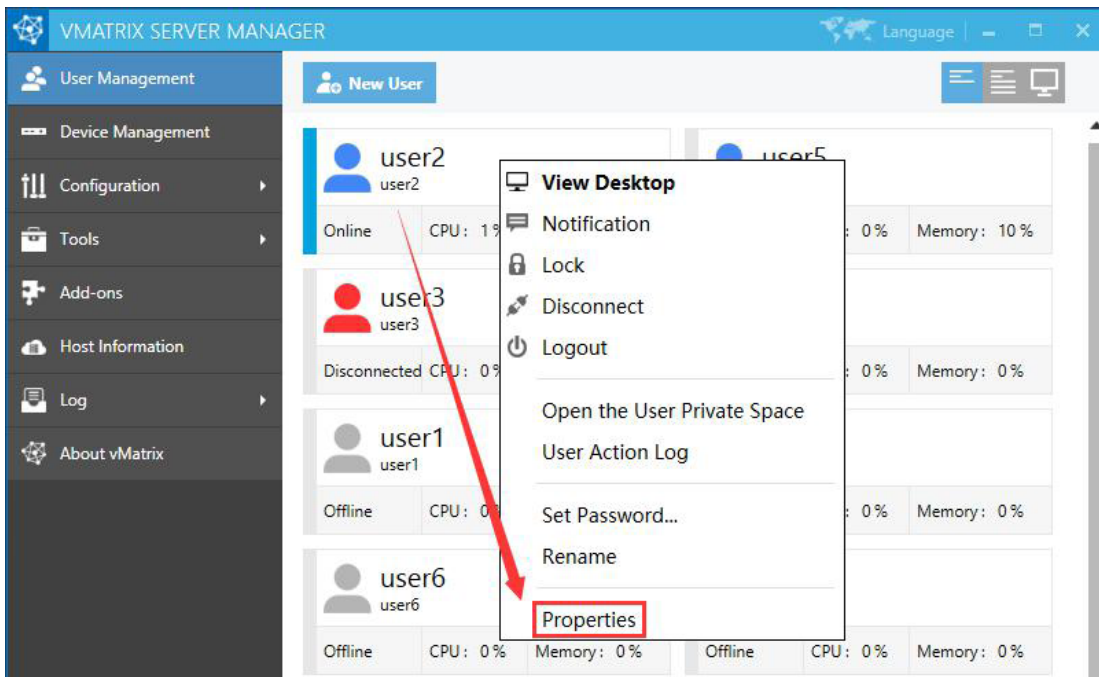 VMATRIX SERVER MANAGER
Language
User Management
Device Management
Configuration
Tools
Add-ons
Host Information
Log
About vMatrix
New User
user2
user2
Online CPU: 1%
user5
0% Memory: 10%
user3
user3
Disconnected CPU: 0%
0% Memory: 0%
user1
user1
Offline CPU: 0%
0% Memory: 0%
user6
user6
Offline CPU: 0% Memory: 0%
Offline CPU: 0% Memory: 0%
View Desktop
Notification
Lock
Disconnect
Logout
Open the User Private Space
User Action Log
Set Password...
Rename
Properties